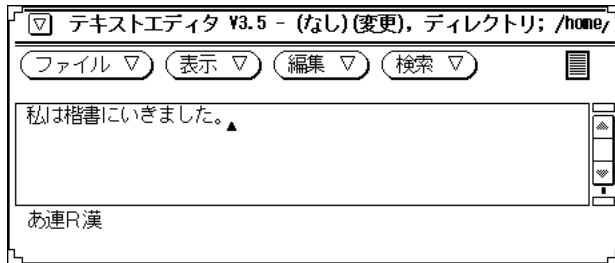 テキストエディタ V3.5 - (なし)(変更), ディレクトリ; /home/
ファイル ▽ 表示 ▽ 編集 ▽ 検索 ▽
私は楷書にいきました。
あ連R漢